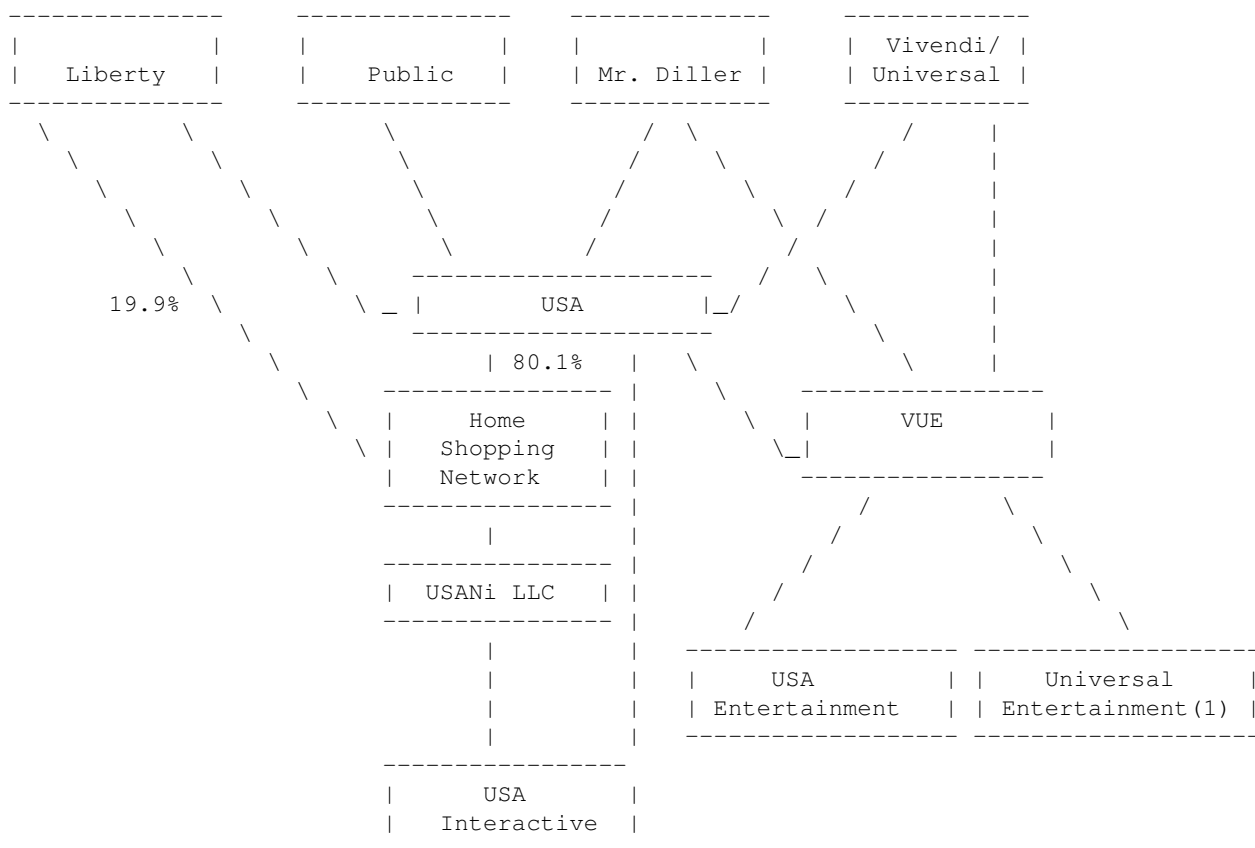 Liberty
Public
Mr. Diller
Vivendi/
Universal
USA
19.9%
80.1%
Home
Shopping
Network
VUE
USANi LLC
USA
Entertainment
Universal
Entertainment(1)
USA
Interactive